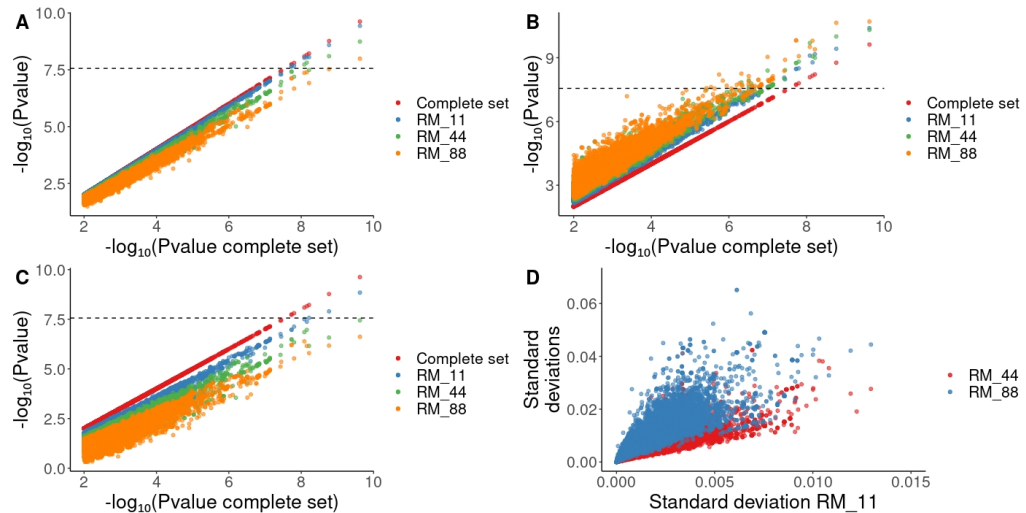 A
-log10(Pvalue)
10.0
7.5
5.0
2.5
2 4 6 8 10
-log10(Pvalue complete set)
Complete set
RM_11
RM_44
RM_88
B
-log10(Pvalue)
9
6
3
2 4 6 8 10
-log10(Pvalue complete set)
Complete set
RM_11
RM_44
RM_88
C
-log10(Pvalue)
10.0
7.5
5.0
2.5
0.0
2 4 6 8 10
-log10(Pvalue complete set)
Complete set
RM_11
RM_44
RM_88
D
Standard
deviations
0.06
0.04
0.02
0.00
0.000 0.005 0.010 0.015
Standard deviation RM_11
RM_44
RM_88